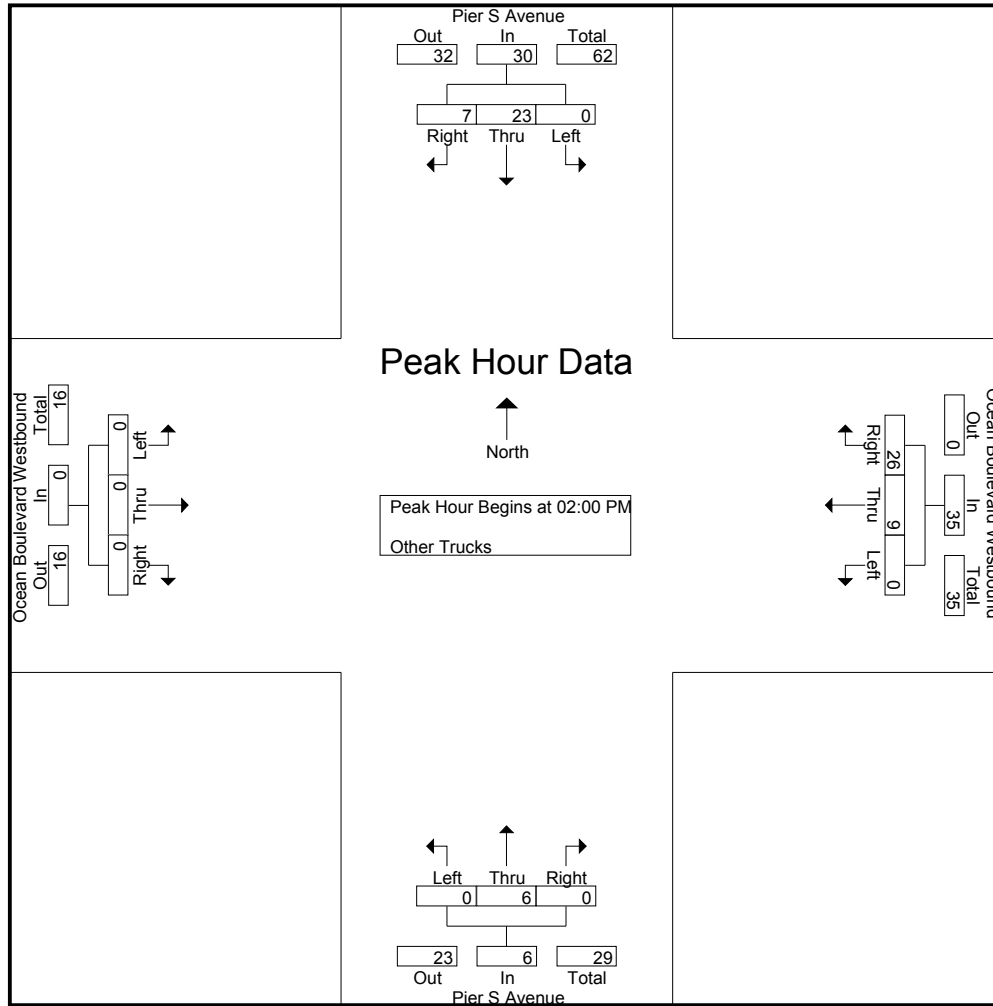 Pier S Avenue
Out In Total
32 30 62
7 23 0
Right Thru Left
Peak Hour Data
North
Peak Hour Begins at 02:00 PM
Other Trucks
Ocean Boulevard Westbound
Total In Out
16 0 16
0 0 0
Left Thru Right
Ocean Boulevard Westbound
Out In Total
0 35 35
26 9 0
Right Thru Left
Left Thru Right
0 6 0
23 6 29
Out In Total
Pier S Avenue